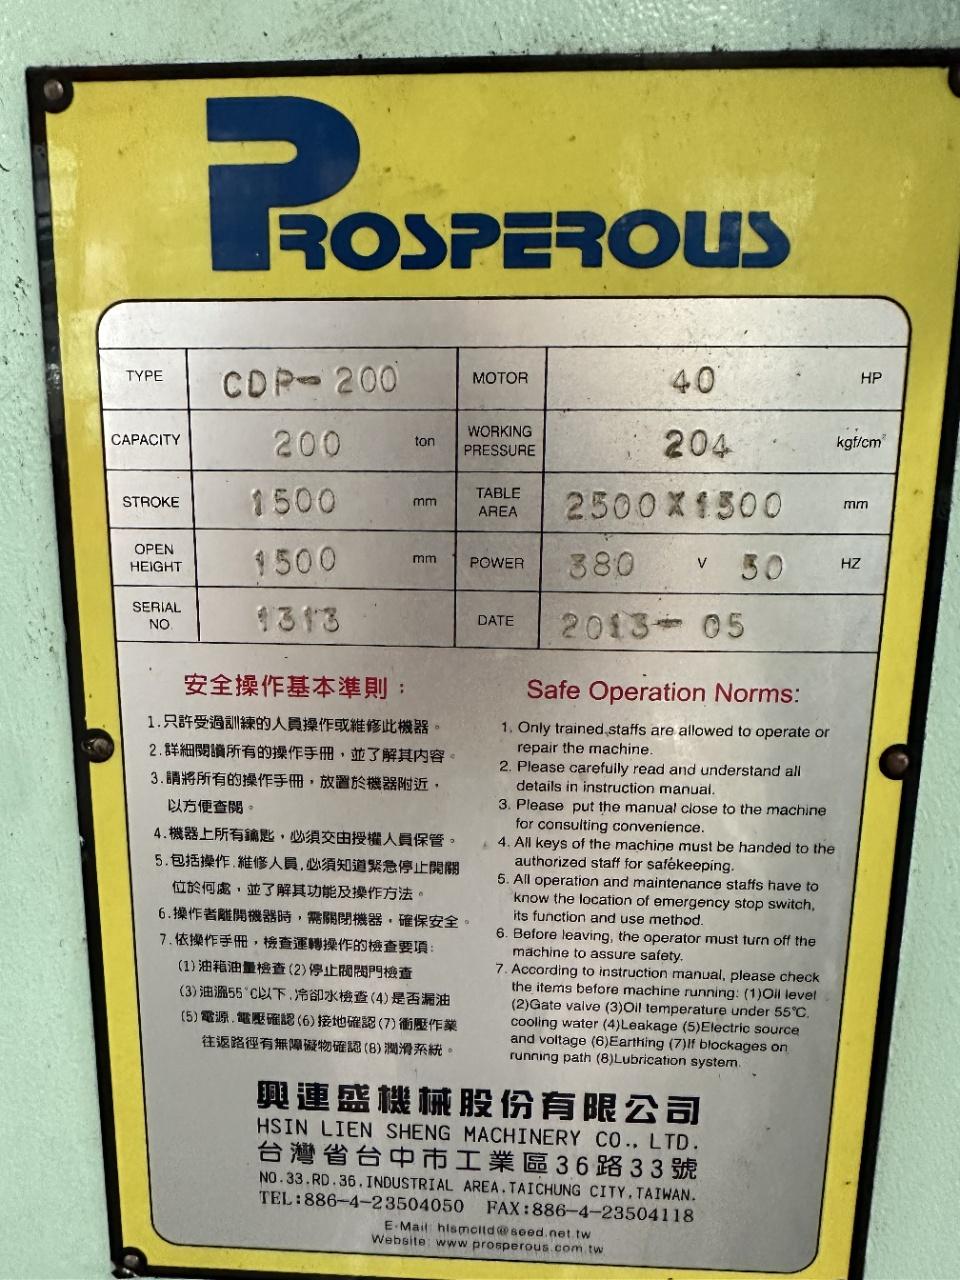 PROSPEROUS
TYPE CDP-200 MOTOR 40 HP
CAPACITY 200 ton WORKING PRESSURE 204 kgf/cm²
STROKE 1500 mm TABLE AREA 2500X1500 mm
OPEN HEIGHT 1500 mm POWER 380 V 50 HZ
SERIAL NO. 1313 DATE 2013-05
安全操作基本準則：
1.只許受過訓練的人員操作或維修此機器。
2.詳細閱讀所有的操作手冊，並了解其內容。
3.請將所有的操作手冊，放置於機器附近，
以方便查閱。
4.機器上所有鑰匙，必須交由授權人員保管。
5.包括操作.維修人員,必須知道緊急停止開關
位於何處，並了解其功能及操作方法。
6.操作者離開機器時，需關閉機器，確保安全。
7.依操作手冊，檢查運轉操作的檢查要項:
(1)油箱油量檢查(2)停止閥閥門檢查
(3)油溫55°C以下.冷卻水檢查(4)是否漏油
(5)電源.電壓確認(6)接地確認(7)衝壓作業
往返路徑有無障礙物確認(8)潤滑系統。
Safe Operation Norms:
1. Only trained staffs are allowed to operate or
repair the machine.
2. Please carefully read and understand all
details in instruction manual.
3. Please put the manual close to the machine
for consulting convenience.
4. All keys of the machine must be handed to the
authorized staff for safekeeping.
5. All operation and maintenance staffs have to
know the location of emergency stop switch,
its function and use method.
6. Before leaving, the operator must turn off the
machine to assure safety.
7. According to instruction manual, please check
the items before machine running: (1)Oil level
(2)Gate valve (3)Oil temperature under 55°C,
cooling water (4)Leakage (5)Electric source
and voltage (6)Earthing (7)If blockages on
running path (8)Lubrication system.
興連盛機械股份有限公司
HSIN LIEN SHENG MACHINERY CO., LTD.
台灣省台中市工業區36路33號
NO.33.RD.36.INDUSTRIAL AREA.TAICHUNG CITY.TAIWAN.
TEL:886-4-23504050 FAX:886-4-23504118
E-Mail: hlsmcltd@seed.net.tw
Website: www.prosperous.com.tw